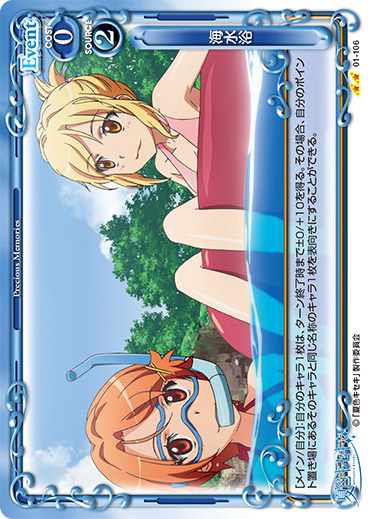 Event
COST 0
SOURCE 2
海水浴
Precious Memories
[メイン/自分]:自分のキャラ1枚は、ターン終了時まで±0/+10を得る。その場合、自分のポイン
ト置き場にあるそのキャラと同じ名称のキャラ1枚を表向きにすることができる。
夏色キセキ
©「夏色キセキ」製作委員会
01-106